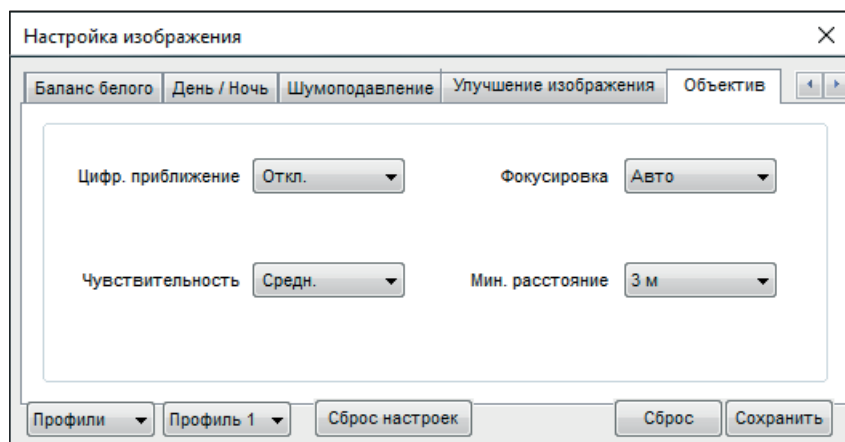 Настройка изображения
Баланс белого День / Ночь Шумоподавление Улучшение изображения Объектив
Цифр. приближение Откл. Фокусировка Авто
Чувствительность Средн. Мин. расстояние 3 м
Профили Профиль 1 Сброс настроек Сброс Сохранить